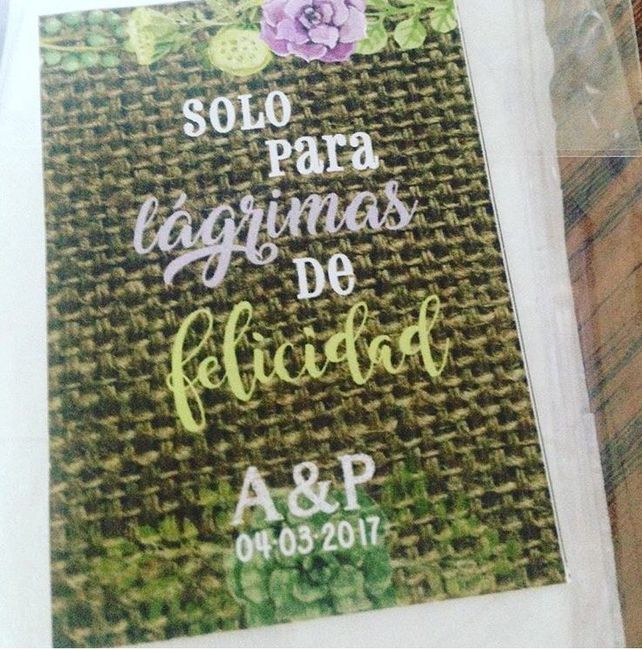 SOLO
Para
lágrimas
DE
felicidad
A & P
04·03·2017